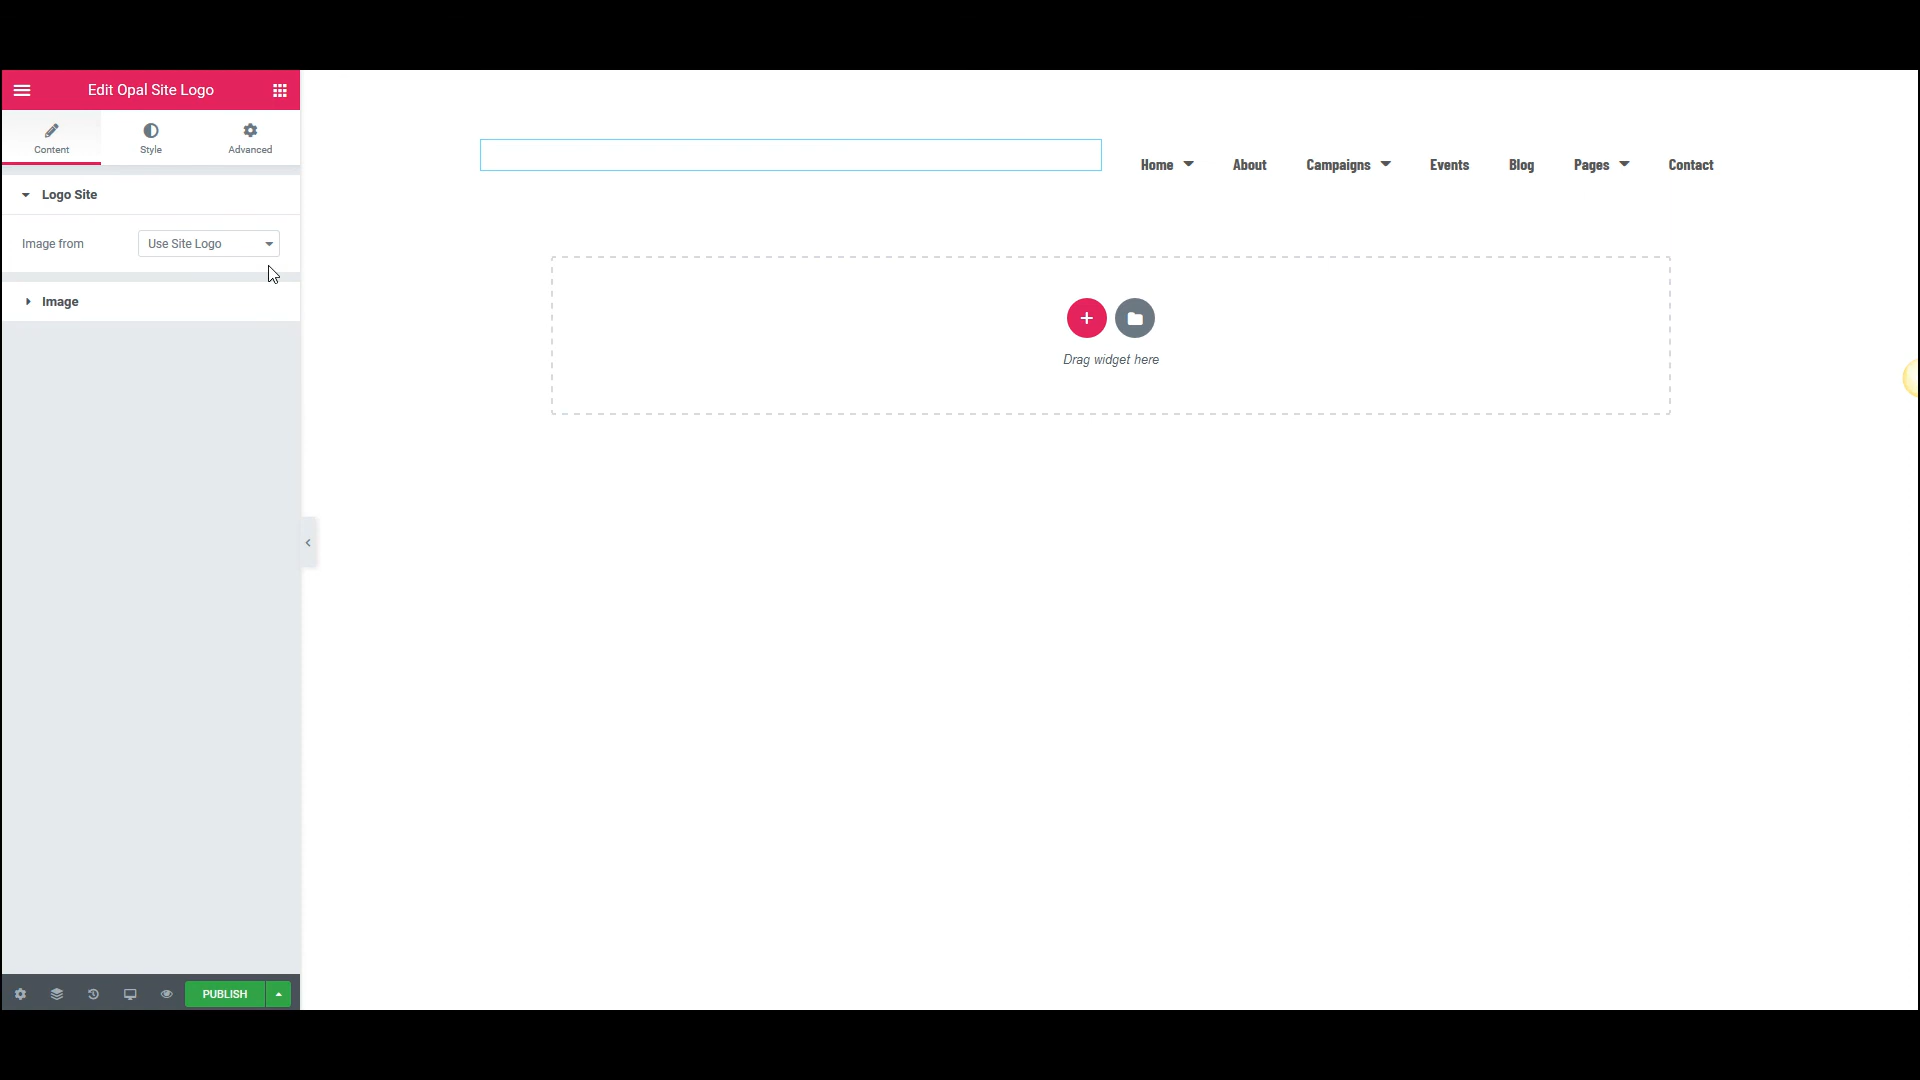 Edit Opal Site Logo
Content
Style
Advanced
Logo Site
Image from
Use Site Logo
Image
PUBLISH
Home
About
Campaigns
Events
Blog
Pages
Contact
Drag widget here